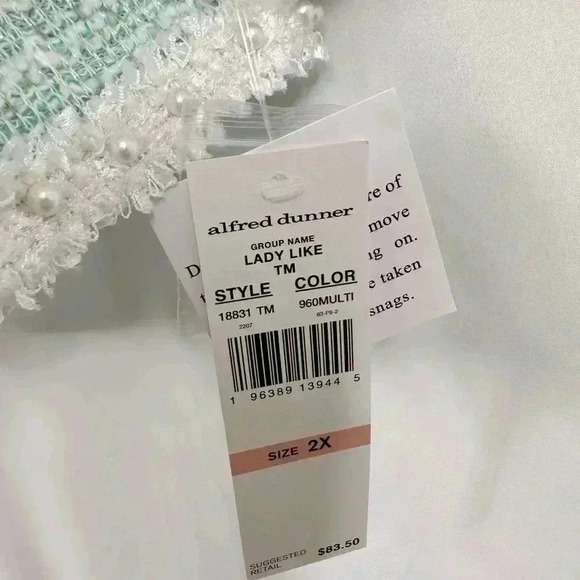 alfred dunner
GROUP NAME
LADY LIKE
TM
STYLE COLOR
18831 TM 960MULTI
2207 63-P8-2
1 96389 13944 5
SIZE 2X
SUGGESTED
RETAIL $83.50
re of
move
on.
taken
snags.